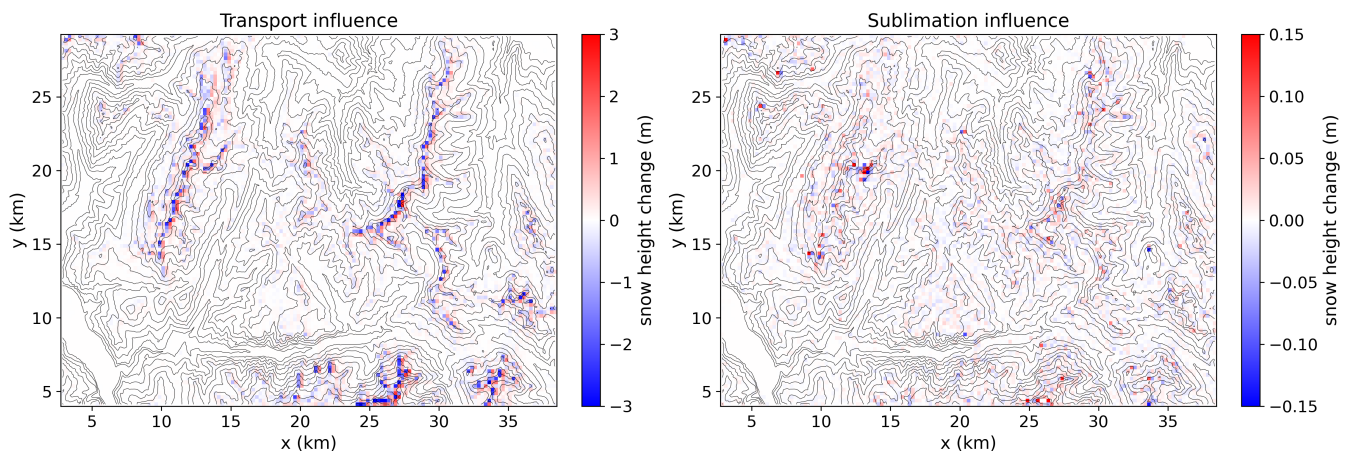 Transport influence
25
20
15
10
5
y (km)
5 10 15 20 25 30 35
x (km)
3
2
1
0
−1
−2
−3
snow height change (m)
Sublimation influence
25
20
15
10
5
y (km)
5 10 15 20 25 30 35
x (km)
0.15
0.10
0.05
0.00
−0.05
−0.10
−0.15
snow height change (m)